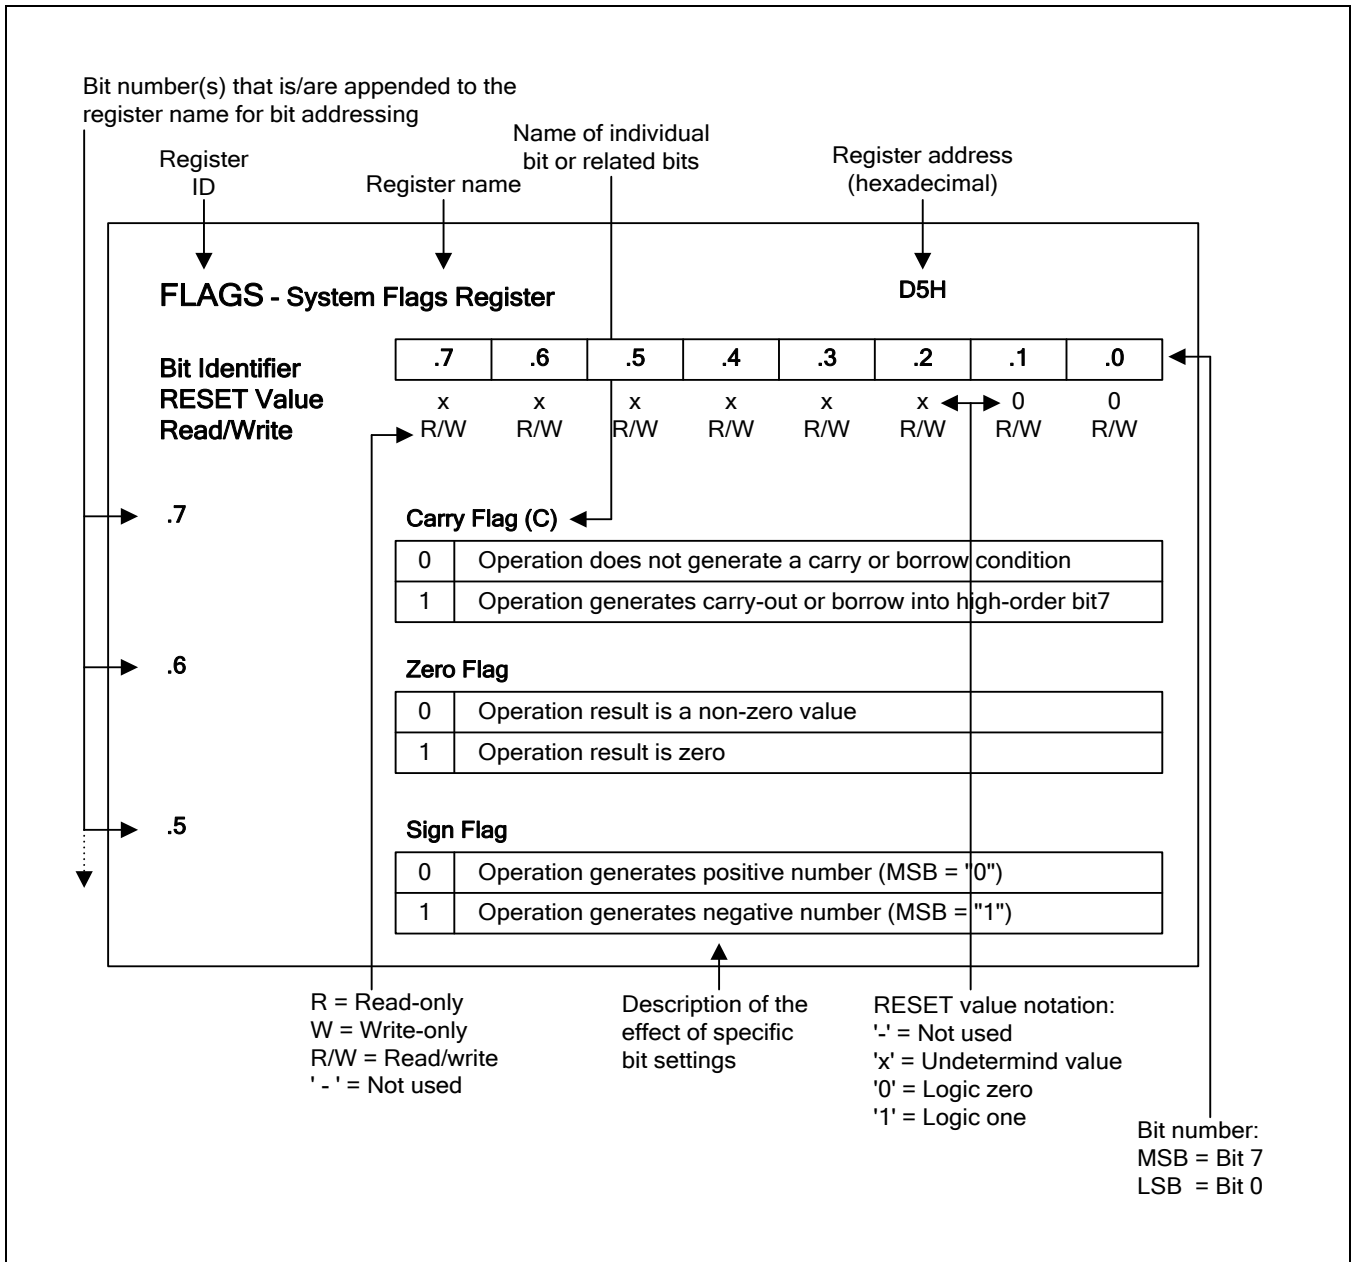 Bit number(s) that is/are appended to the
register name for bit addressing
Name of individual
bit or related bits
Register
ID
Register name
Register address
(hexadecimal)
FLAGS - System Flags Register
D5H
Bit Identifier
.7 .6 .5 .4 .3 .2 .1 .0
RESET Value
x x x x x x 0 0
Read/Write
R/W R/W R/W R/W R/W R/W R/W R/W
.7
Carry Flag (C)
0 Operation does not generate a carry or borrow condition
1 Operation generates carry-out or borrow into high-order bit7
.6
Zero Flag
0 Operation result is a non-zero value
1 Operation result is zero
.5
Sign Flag
0 Operation generates positive number (MSB = "0")
1 Operation generates negative number (MSB = "1")
R = Read-only
W = Write-only
R/W = Read/write
' - ' = Not used
Description of the
effect of specific
bit settings
RESET value notation:
'-' = Not used
'x' = Undetermind value
'0' = Logic zero
'1' = Logic one
Bit number:
MSB = Bit 7
LSB = Bit 0